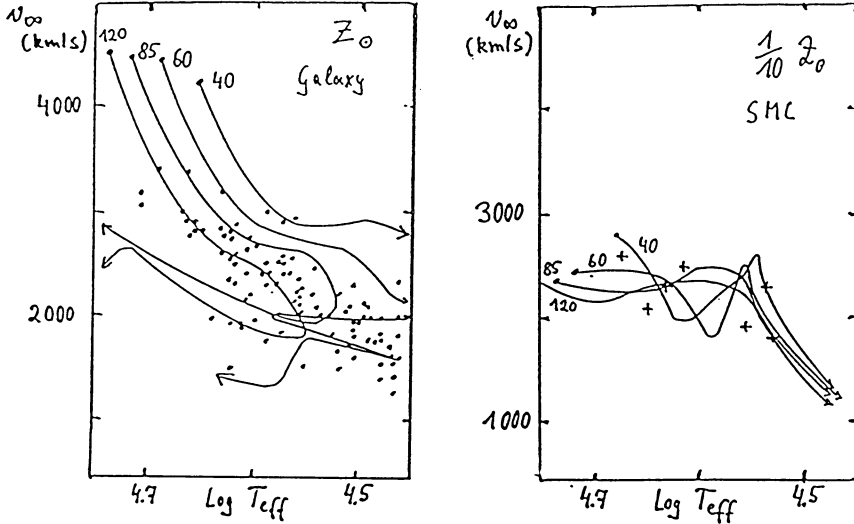 v∞
(km/s)
Z⊙
Galaxy
120
85
60
40
4000
2000
4.7
Log Teff
4.5
v∞
(km/s)
1/10 Z⊙
SMC
3000
1000
40
60
85
120
4.7
Log Teff
4.5